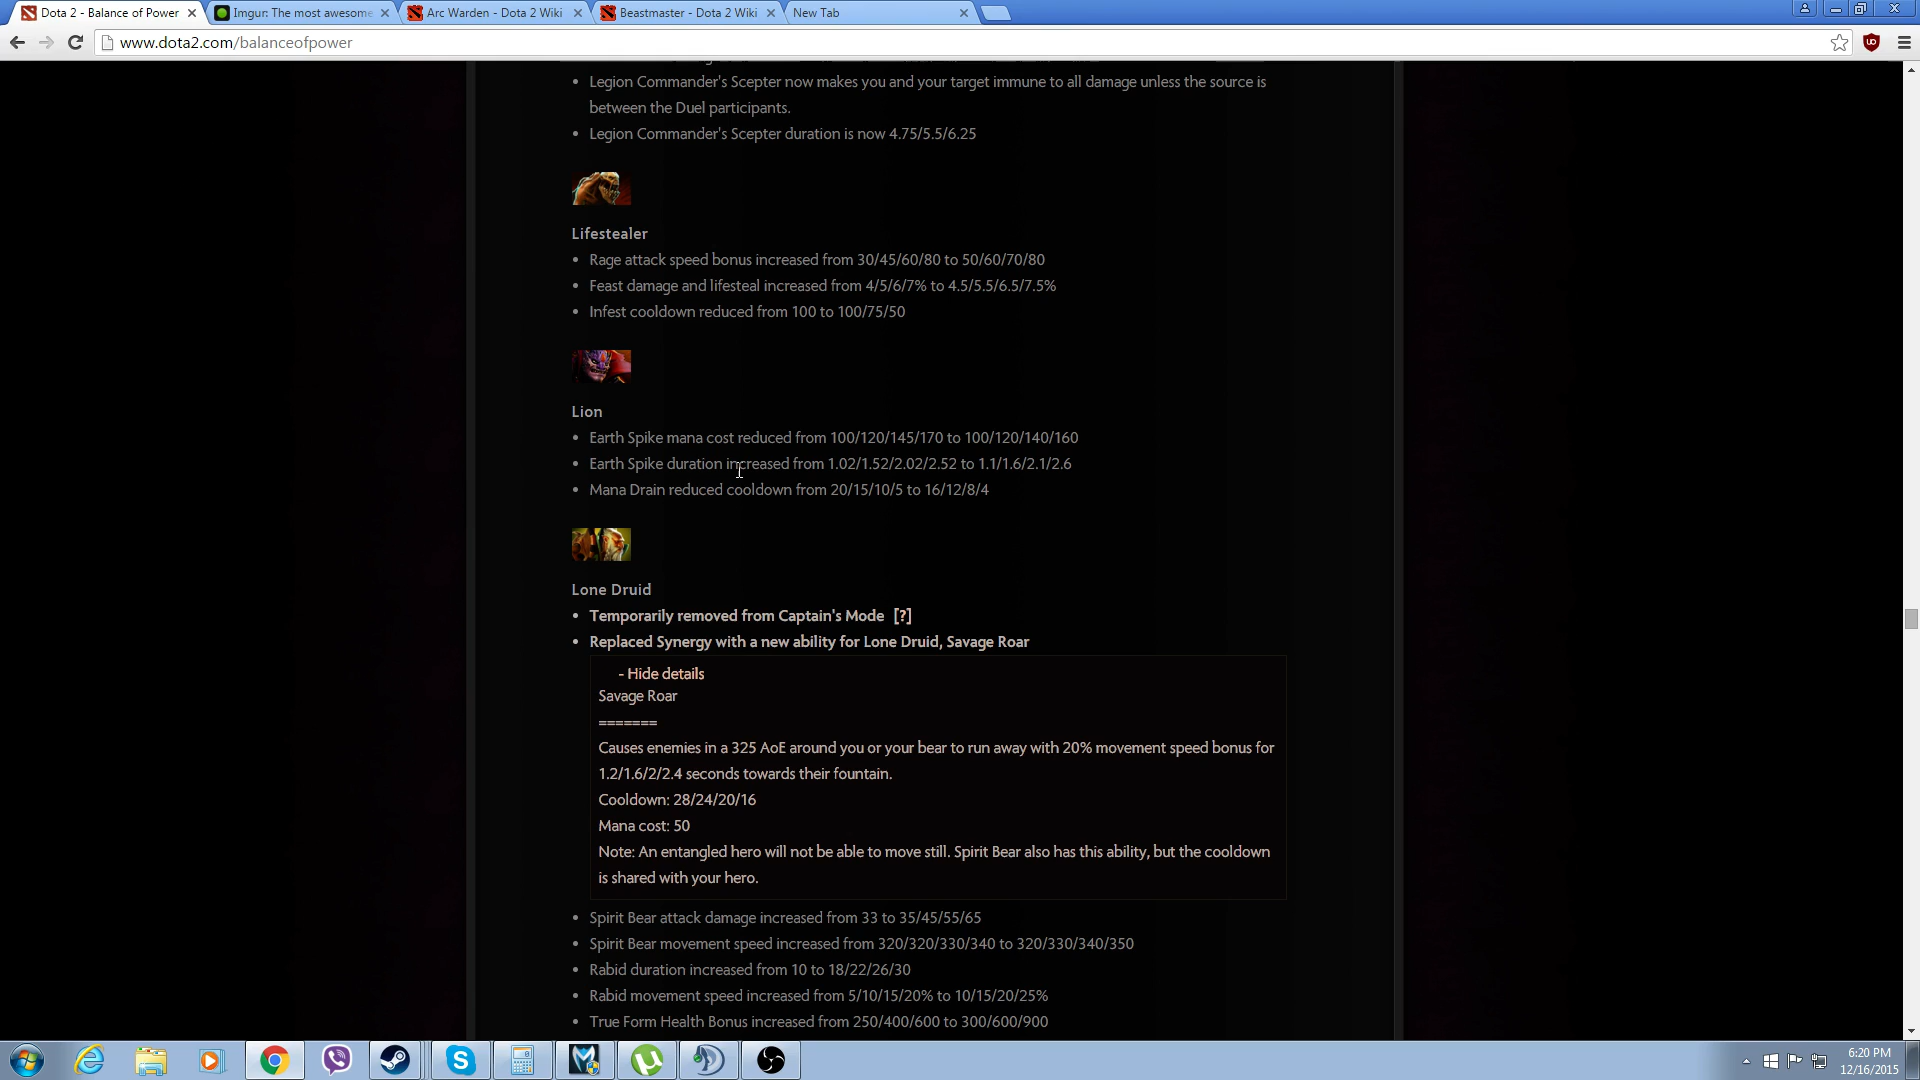 Dota 2 - Balance of Power
Imgur: The most awesome
Arc Warden - Dota 2 Wiki
Beastmaster - Dota 2 Wiki
New Tab
www.dota2.com/balanceofpower
• Legion Commander's Scepter now makes you and your target immune to all damage unless the source is
between the Duel participants.
• Legion Commander's Scepter duration is now 4.75/5.5/6.25
Lifestealer
• Rage attack speed bonus increased from 30/45/60/80 to 50/60/70/80
• Feast damage and lifesteal increased from 4/5/6/7% to 4.5/5.5/6.5/7.5%
• Infest cooldown reduced from 100 to 100/75/50
Lion
• Earth Spike mana cost reduced from 100/120/145/170 to 100/120/140/160
• Earth Spike duration increased from 1.02/1.52/2.02/2.52 to 1.1/1.6/2.1/2.6
• Mana Drain reduced cooldown from 20/15/10/5 to 16/12/8/4
Lone Druid
• Temporarily removed from Captain's Mode [?]
• Replaced Synergy with a new ability for Lone Druid, Savage Roar
- Hide details
Savage Roar
=======
Causes enemies in a 325 AoE around you or your bear to run away with 20% movement speed bonus for
1.2/1.6/2/2.4 seconds towards their fountain.
Cooldown: 28/24/20/16
Mana cost: 50
Note: An entangled hero will not be able to move still. Spirit Bear also has this ability, but the cooldown
is shared with your hero.
• Spirit Bear attack damage increased from 33 to 35/45/55/65
• Spirit Bear movement speed increased from 320/320/330/340 to 320/330/340/350
• Rabid duration increased from 10 to 18/22/26/30
• Rabid movement speed increased from 5/10/15/20% to 10/15/20/25%
• True Form Health Bonus increased from 250/400/600 to 300/600/900
6:20 PM
12/16/2015